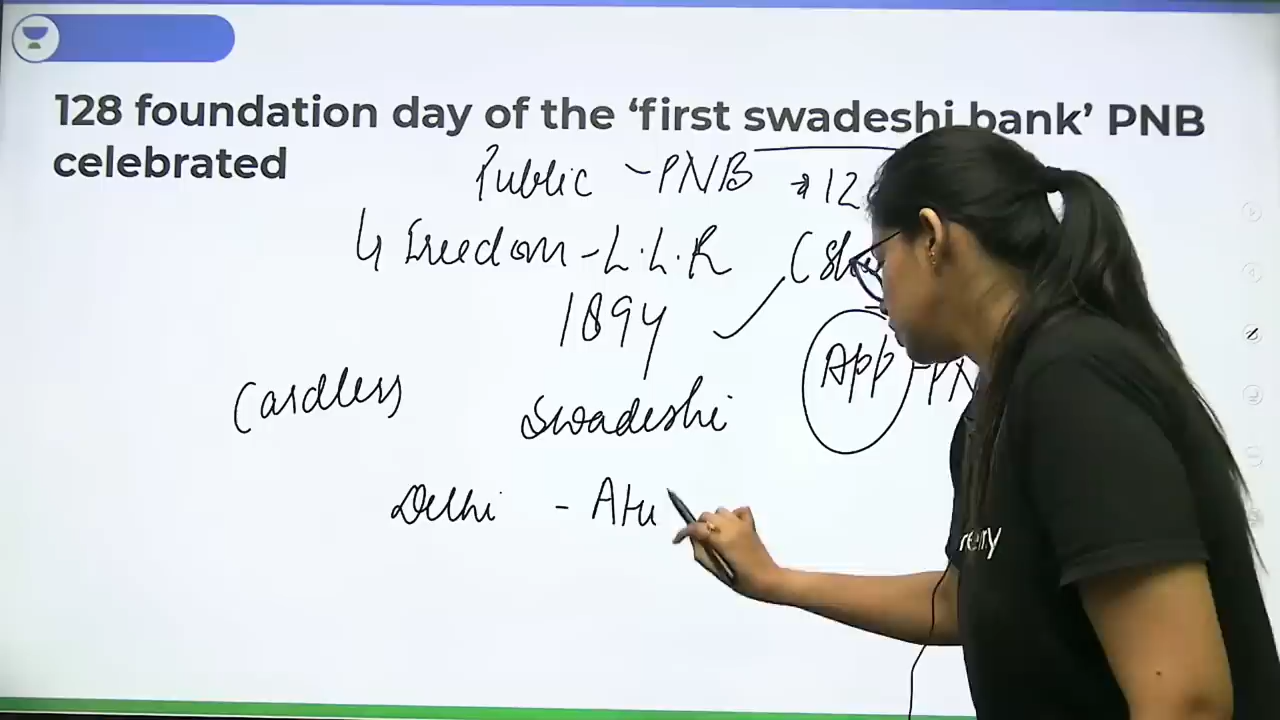 128 foundation day of the ‘first swadeshi bank’ PNB
celebrated
Public - PNB → 12
↳ Freedom - L.L.R
1894
App
Cardless
Swadeshi
Delhi - Atu